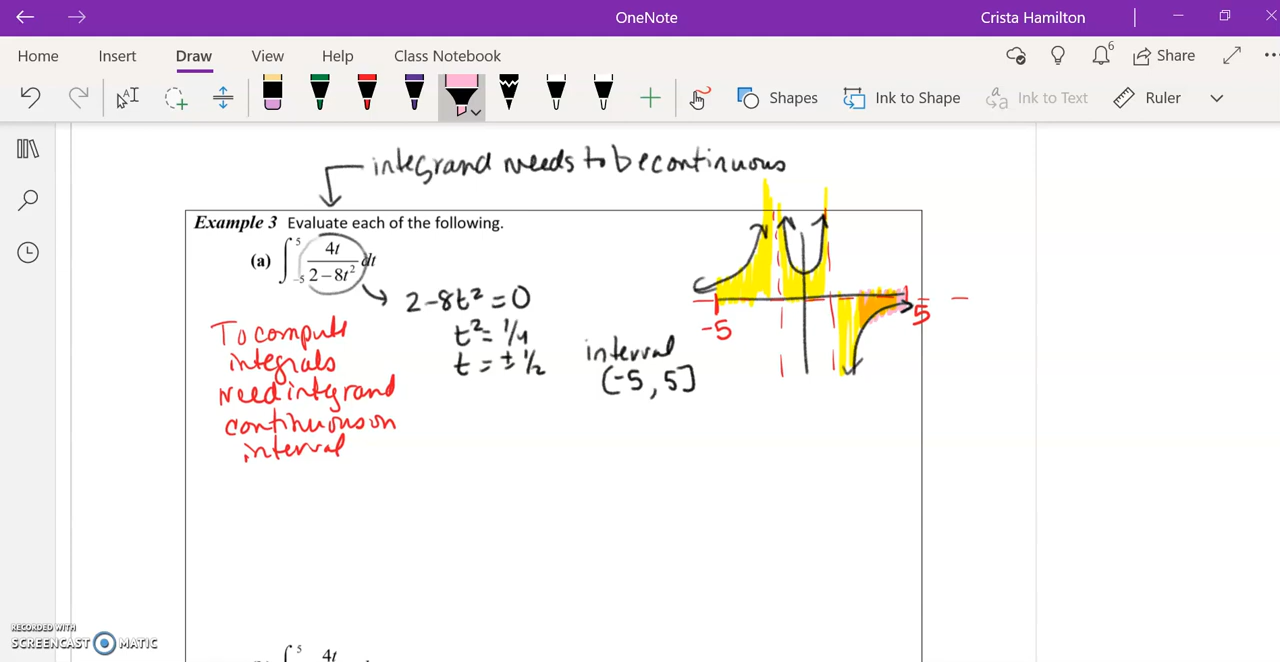 OneNote
Crista Hamilton
Home Insert Draw View Help Class Notebook
6
Share
Shapes
Ink to Shape
Ink to Text
Ruler
integrand needs to be continuous
Example 3 Evaluate each of the following.
(a) ∫_{-5}^{5} 4t/(2-8t²) dt
2-8t²=0
t²=1/4
t=±1/2
To compute
integrals
need integrand
continuous on
interval
interval
[-5,5]
-5
5
RECORDED WITH
SCREENCAST MATIC
∫ 5 4t